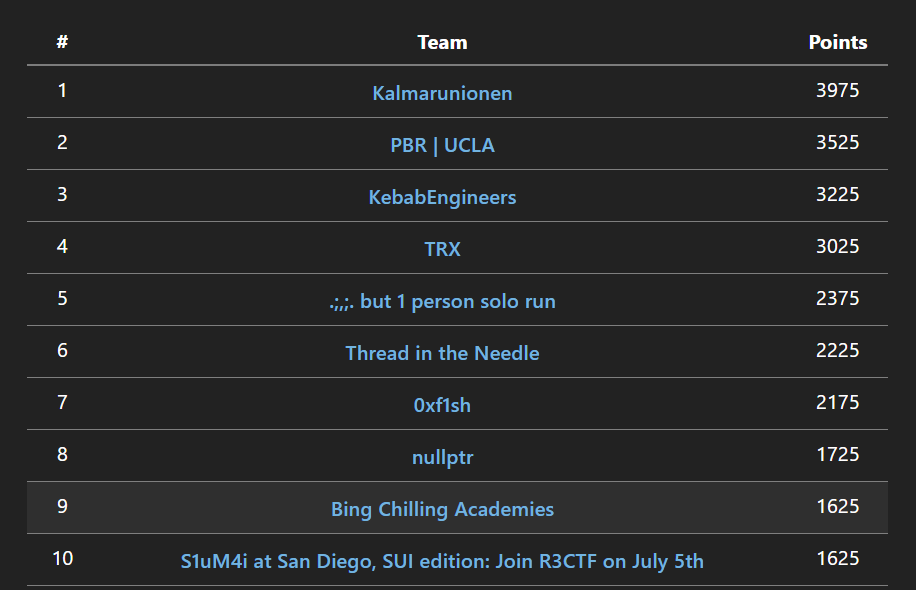 # Team Points
1 Kalmarunionen 3975
2 PBR | UCLA 3525
3 KebabEngineers 3225
4 TRX 3025
5 .;,;. but 1 person solo run 2375
6 Thread in the Needle 2225
7 0xf1sh 2175
8 nullptr 1725
9 Bing Chilling Academies 1625
10 S1uM4i at San Diego, SUI edition: Join R3CTF on July 5th 1625